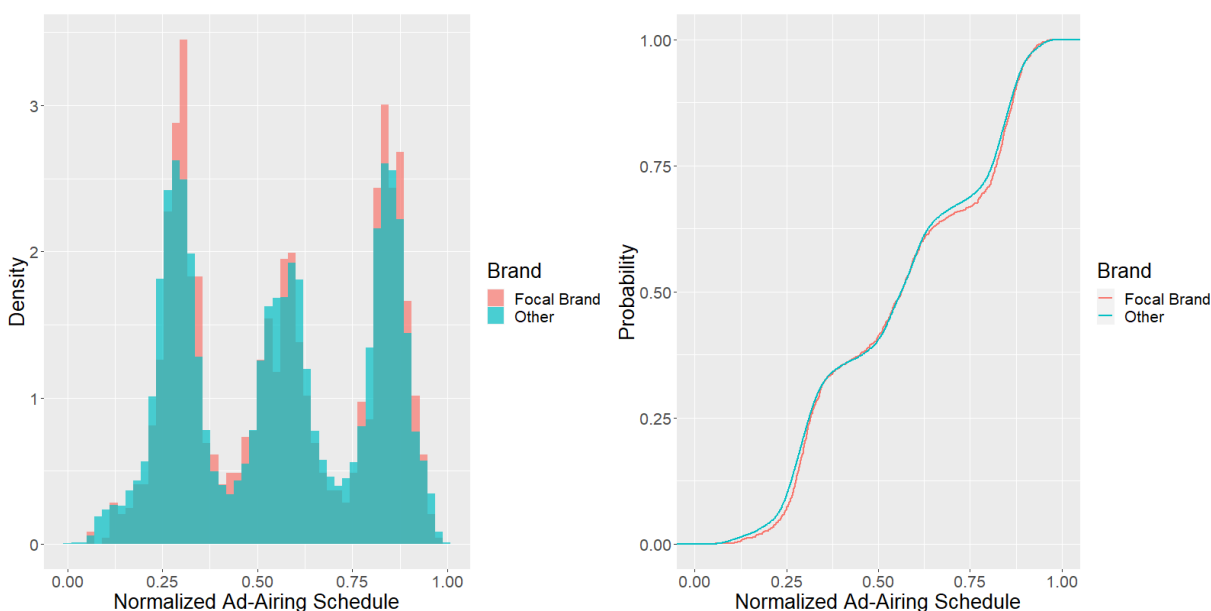 Density
3
2
1
0
0.00 0.25 0.50 0.75 1.00
Normalized Ad-Airing Schedule
Brand
Focal Brand
Other
Probability
1.00
0.75
0.50
0.25
0.00
0.00 0.25 0.50 0.75 1.00
Normalized Ad-Airing Schedule
Brand
Focal Brand
Other